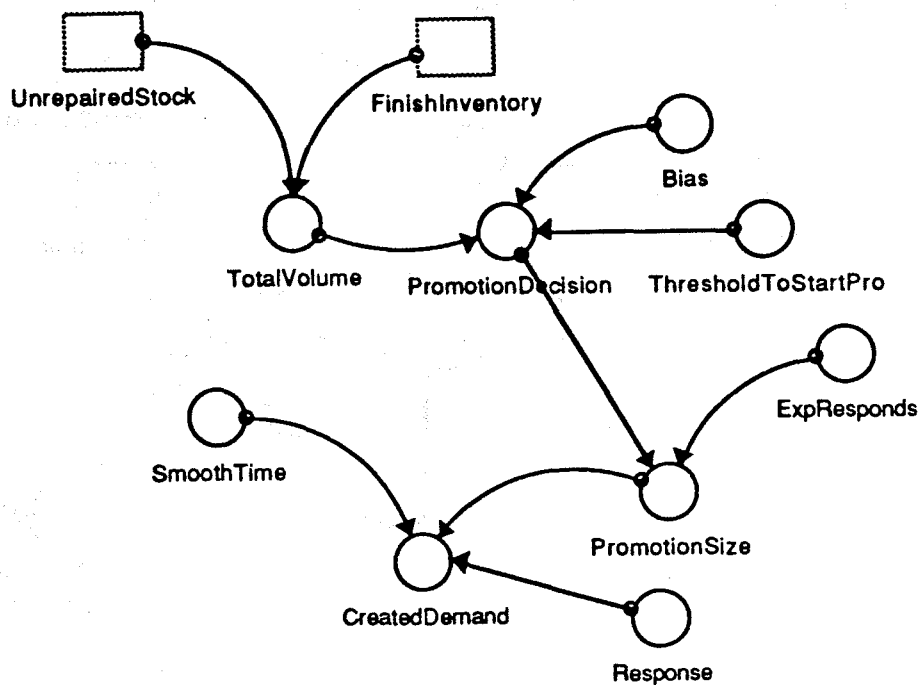 UnrepairedStock
FinishInventory
Bias
TotalVolume
PromotionDecision
ThresholdToStartPro
ExpResponds
SmoothTime
PromotionSize
CreatedDemand
Response